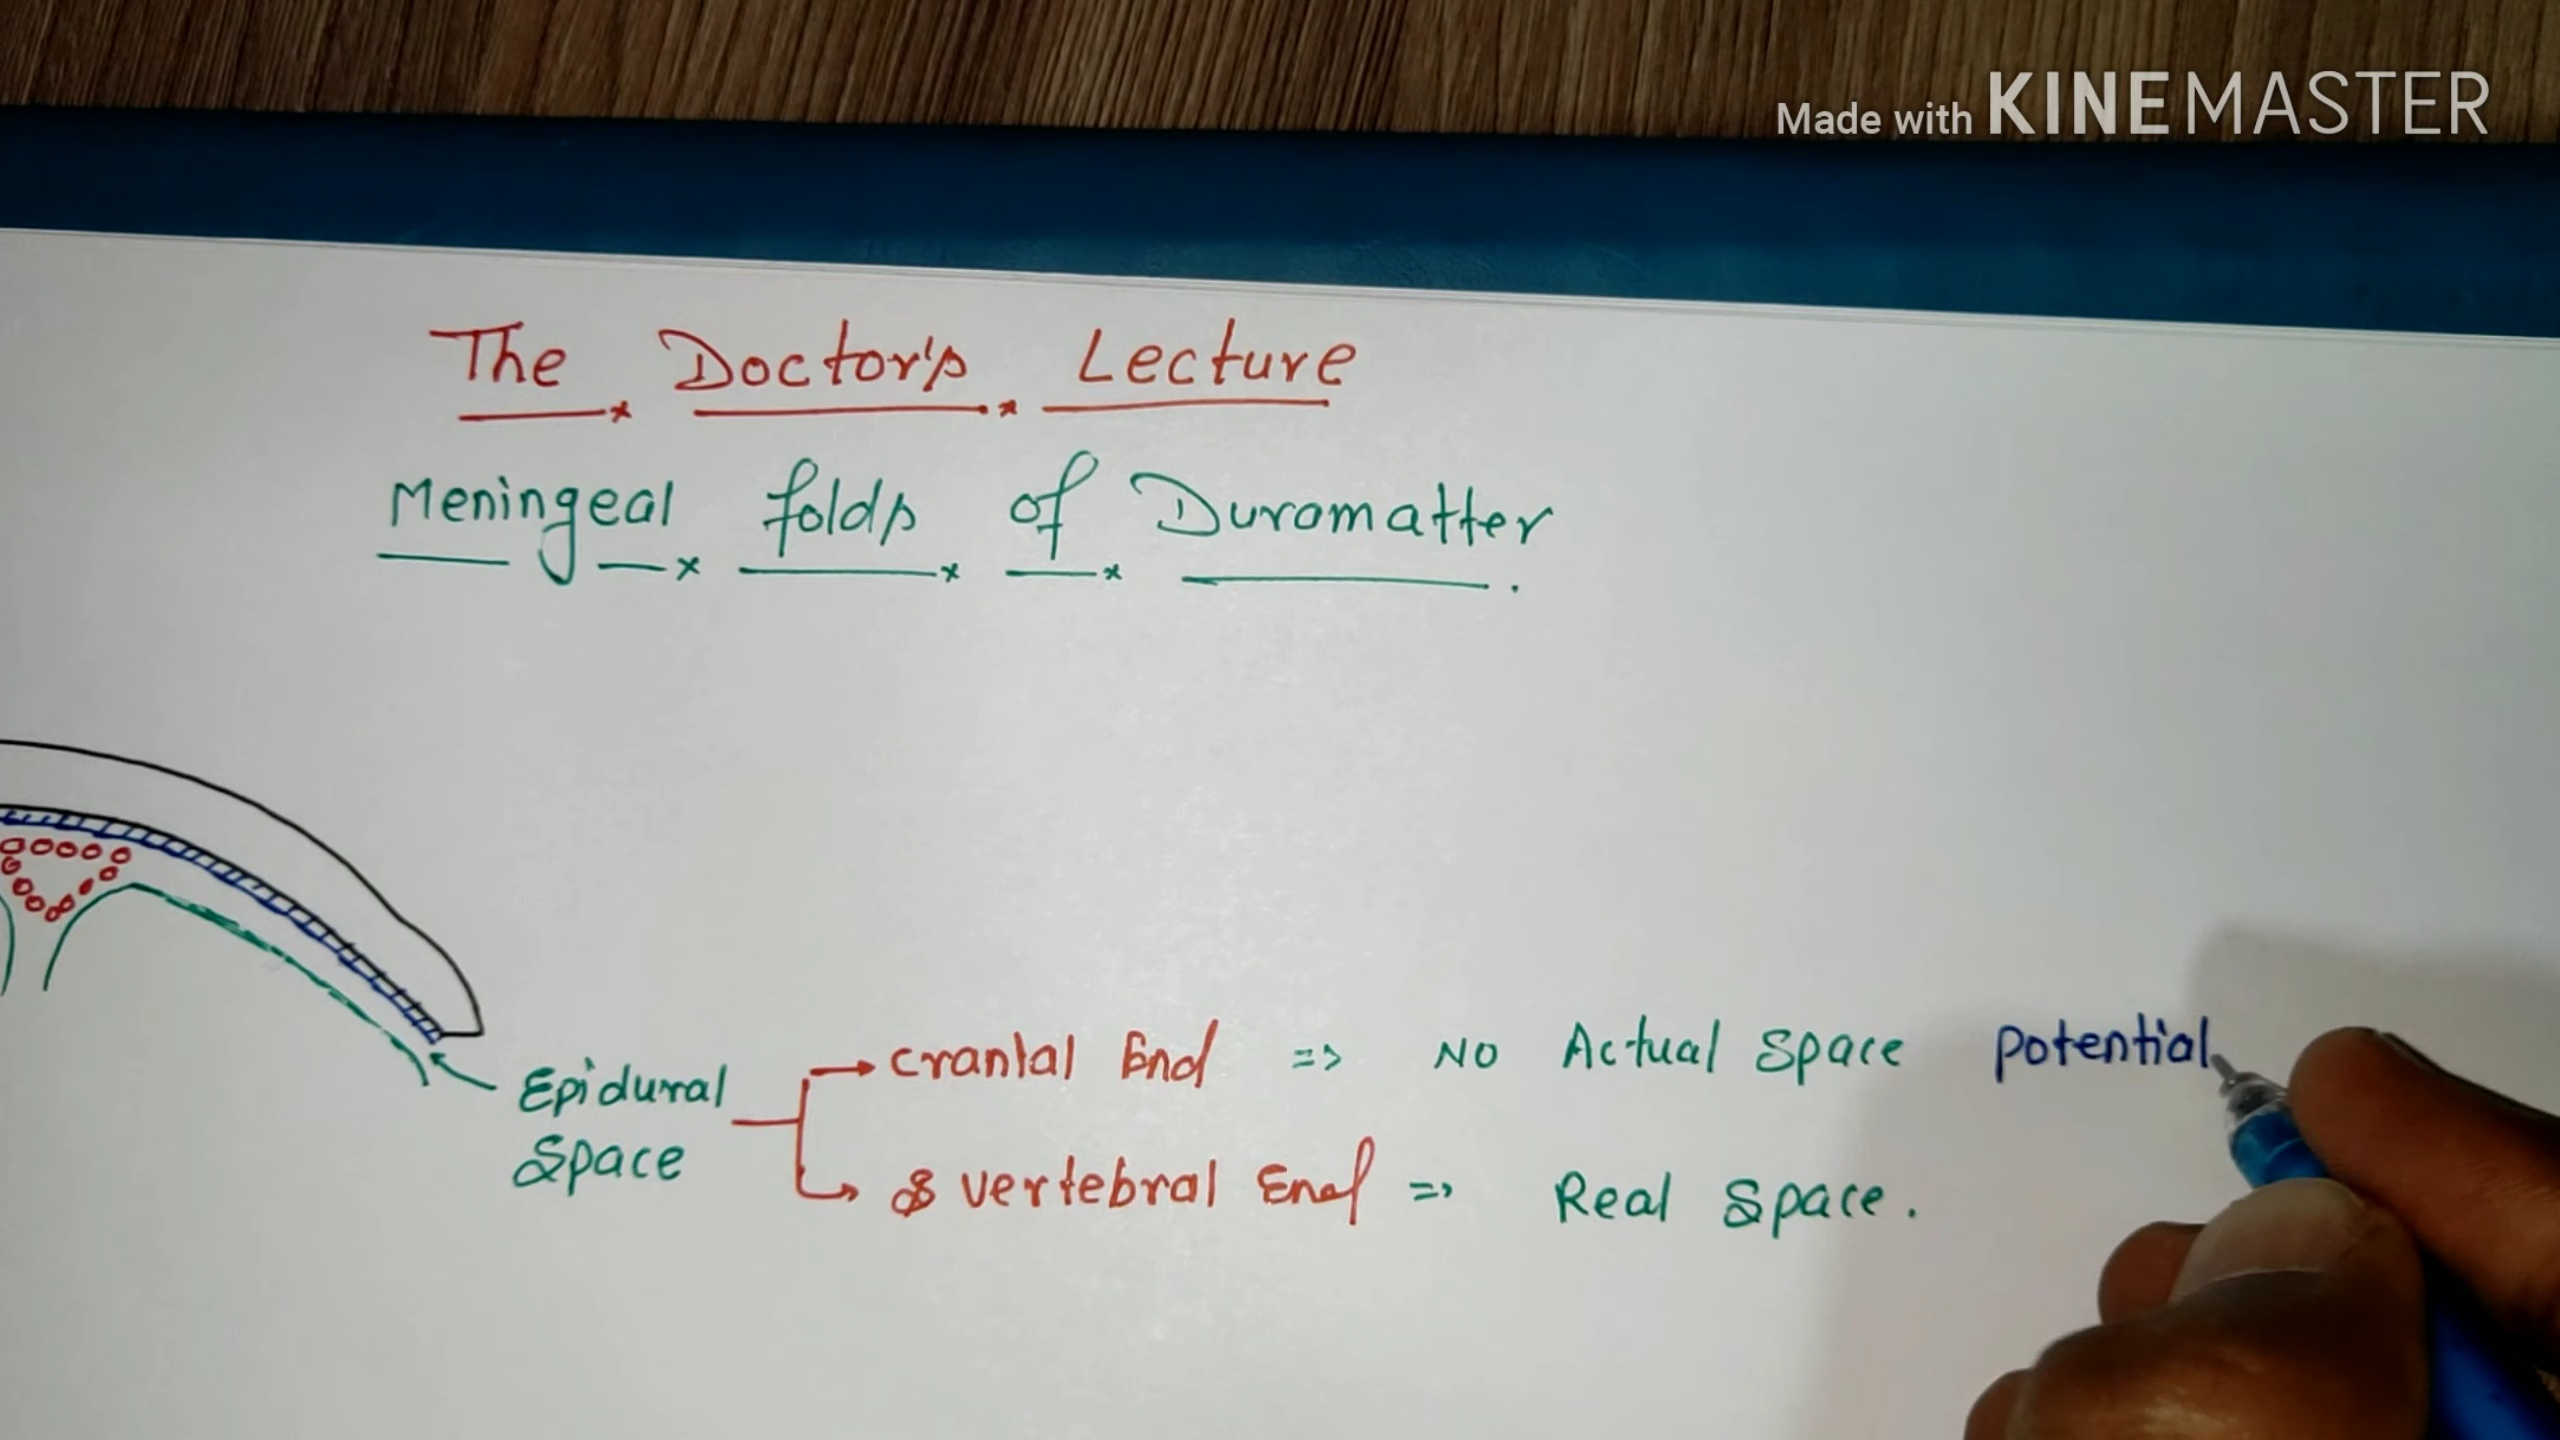 Made with KINEMASTER
The Doctor's Lecture
Meningeal folds of Duramatter.
Epidural Space
cranial End => NO Actual Space potential
& vertebral End => Real Space.